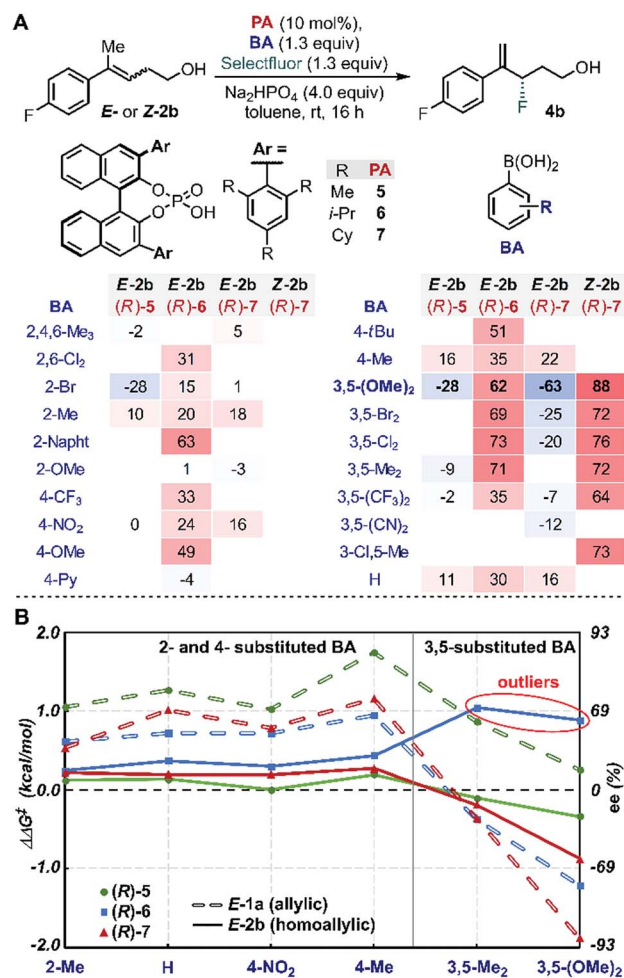 A
PA (10 mol%),
BA (1.3 equiv)
Selectfluor (1.3 equiv)
Na₂HPO₄ (4.0 equiv)
toluene, rt, 16 h
Me
OH
F
E- or Z-2b
OH
F
F
4b
Ar
O
O
P
O
OH
Ar
Ar =
R
R
R
R PA
Me 5
i-Pr 6
Cy 7
B(OH)₂
R
BA
E-2b E-2b E-2b Z-2b
BA (R)-5 (R)-6 (R)-7 (R)-7
2,4,6-Me₃ -2 5
2,6-Cl₂ 31
2-Br -28 15 1
2-Me 10 20 18
2-Napht 63
2-OMe 1 -3
4-CF₃ 33
4-NO₂ 0 24 16
4-OMe 49
4-Py -4
E-2b E-2b E-2b Z-2b
BA (R)-5 (R)-6 (R)-7 (R)-7
4-tBu 51
4-Me 16 35 22
3,5-(OMe)₂ -28 62 -63 88
3,5-Br₂ 69 -25 72
3,5-Cl₂ 73 -20 76
3,5-Me₂ -9 71 72
3,5-(CF₃)₂ -2 35 -7 64
3,5-(CN)₂ -12
3-Cl,5-Me 73
H 11 30 16
B
2- and 4- substituted BA
3,5-substituted BA
outliers
ΔΔG‡ (kcal/mol)
2.0
1.0
0.0
-1.0
-2.0
93
69
0
-69
-93
ee (%)
(R)-5
(R)-6
(R)-7
E-1a (allylic)
E-2b (homoallylic)
2-Me H 4-NO₂ 4-Me 3,5-Me₂ 3,5-(OMe)₂